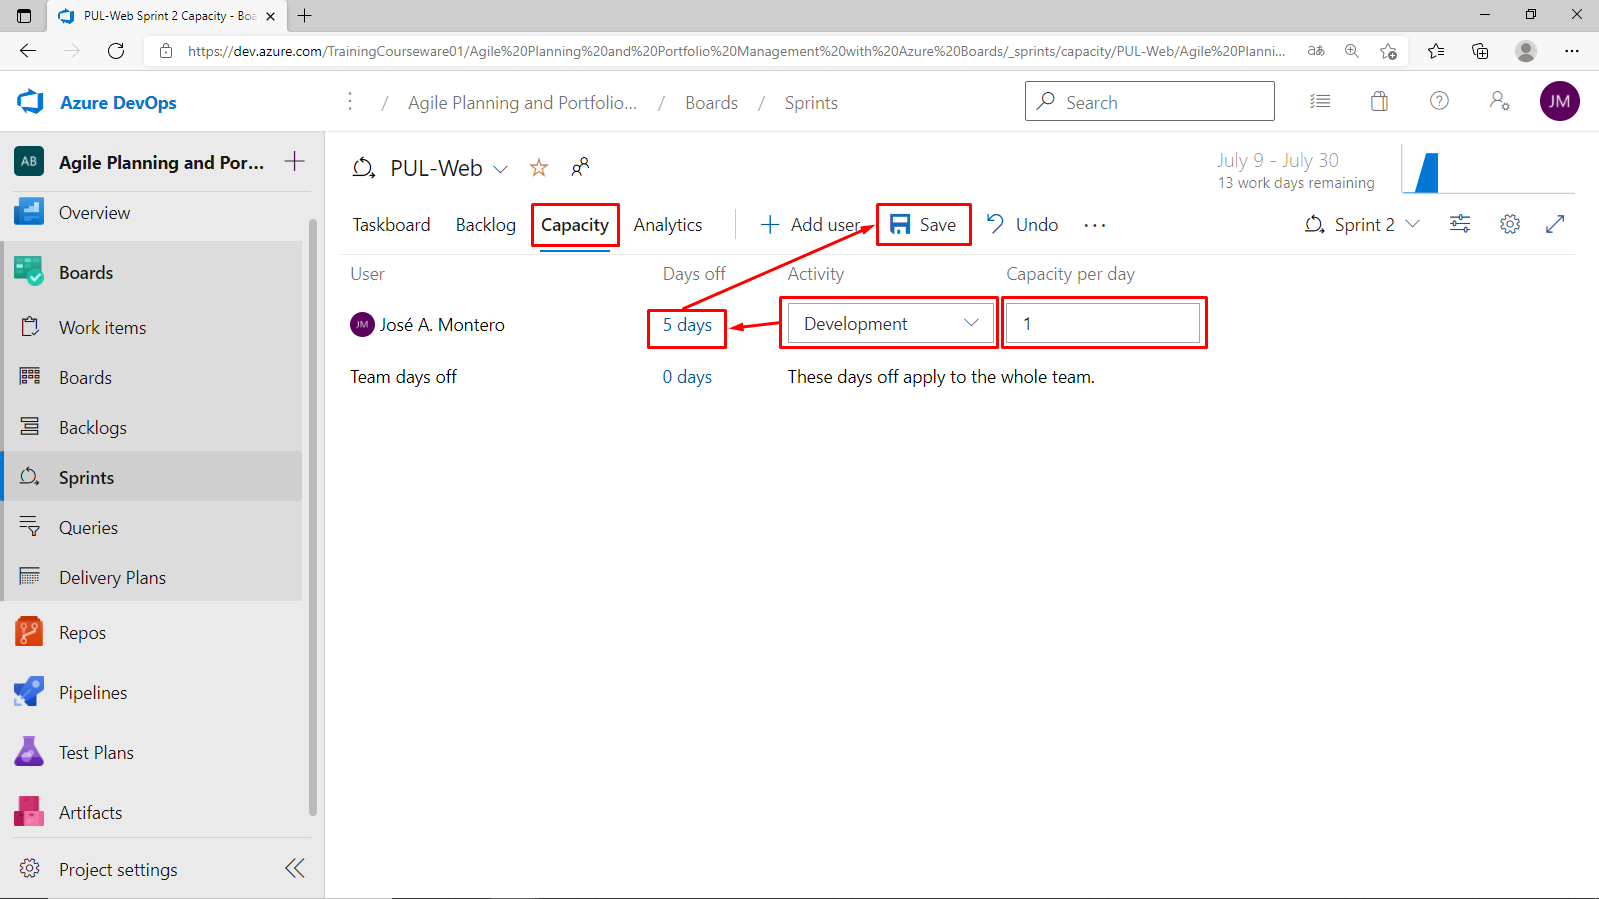 PUL-Web Sprint 2 Capacity - Boa
https://dev.azure.com/TrainingCourseware01/Agile%20Planning%20and%20Portfolio%20Management%20with%20Azure%20Boards/_sprints/capacity/PUL-Web/Agile%20Planni...
aあ
Azure DevOps
/ Agile Planning and Portfolio... / Boards / Sprints
Search
JM
AB
Agile Planning and Por...
Overview
Boards
Work items
Boards
Backlogs
Sprints
Queries
Delivery Plans
Repos
Pipelines
Test Plans
Artifacts
Project settings
PUL-Web
July 9 - July 30
13 work days remaining
Taskboard
Backlog
Capacity
Analytics
Add user
Save
Undo
Sprint 2
User
Days off
Activity
Capacity per day
JM
José A. Montero
5 days
Development
1
Team days off
0 days
These days off apply to the whole team.